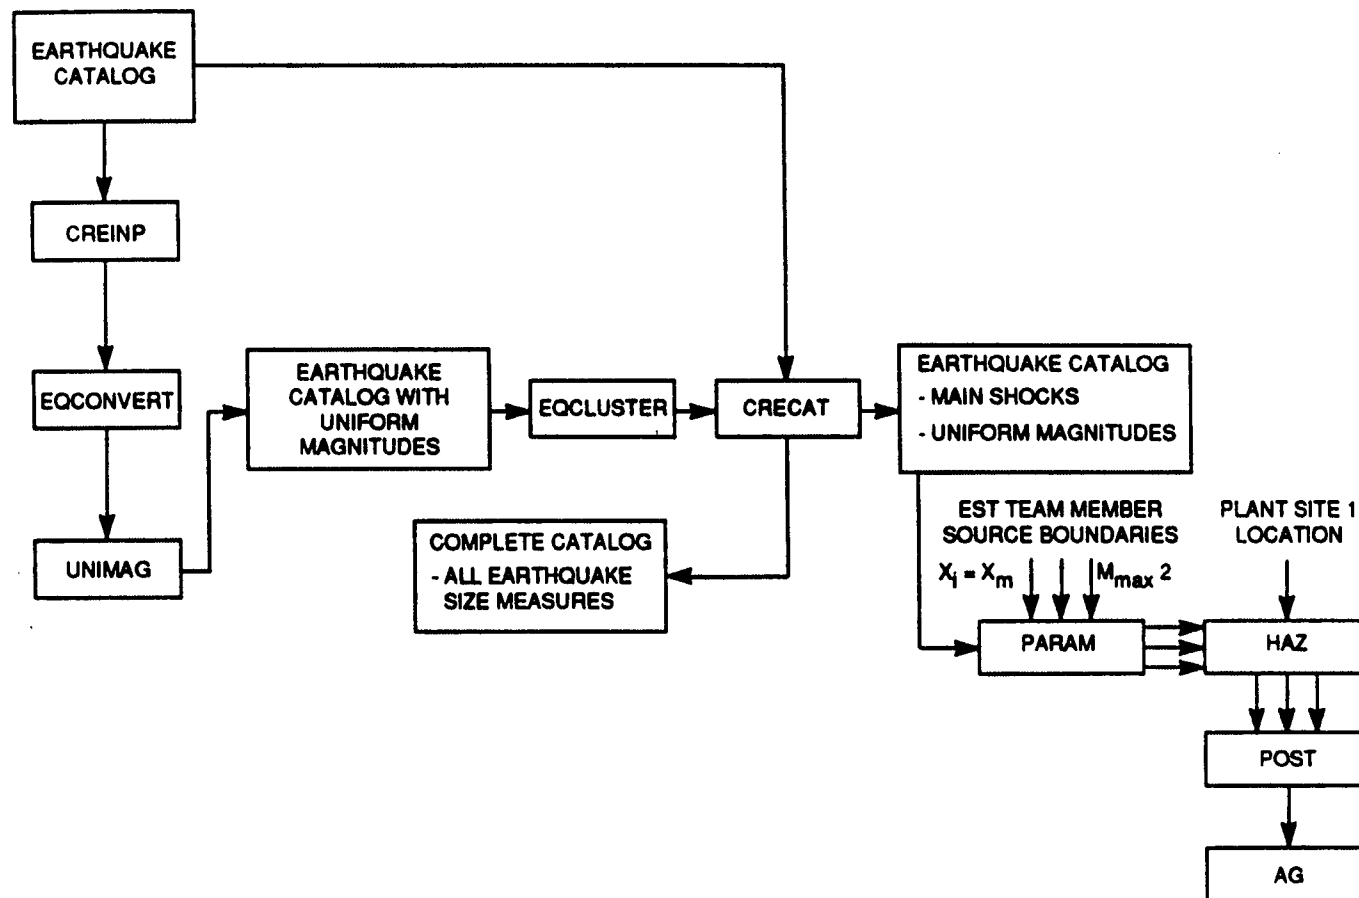 EARTHQUAKE
CATALOG
CREINP
EQCONVERT
UNIMAG
EARTHQUAKE
CATALOG WITH
UNIFORM
MAGNITUDES
EQCLUSTER
CRECAT
EARTHQUAKE CATALOG
- MAIN SHOCKS
- UNIFORM MAGNITUDES
COMPLETE CATALOG
- ALL EARTHQUAKE
SIZE MEASURES
EST TEAM MEMBER
SOURCE BOUNDARIES
Xi = Xm Mmax 2
PLANT SITE 1
LOCATION
PARAM
HAZ
POST
AG